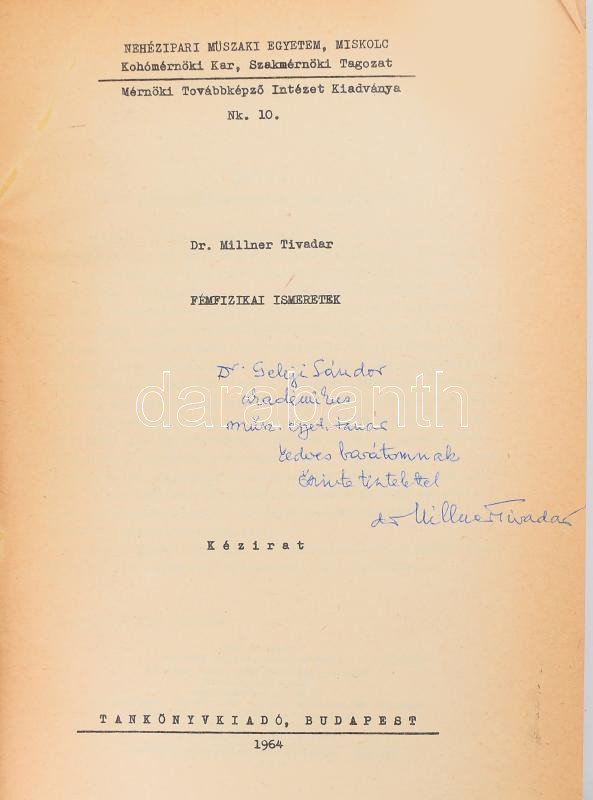 NEHÉZIPARI MŰSZAKI EGYETEM, MISKOLC
Kohómérnöki Kar, Szakmérnöki Tagozat
Mérnöki Továbbképző Intézet Kiadványa
Nk. 10.
Dr. Millner Tivadar
FÉMFIZIKAI ISMERETEK
Dr. Geleji Sándor
akadémikus
műsz. egyet. tanár
kedves barátomnak
őszinte tisztelettel
dr Millner Tivadar
darabanth
Kézirat
TANKÖNYVKIADÓ, BUDAPEST
1964